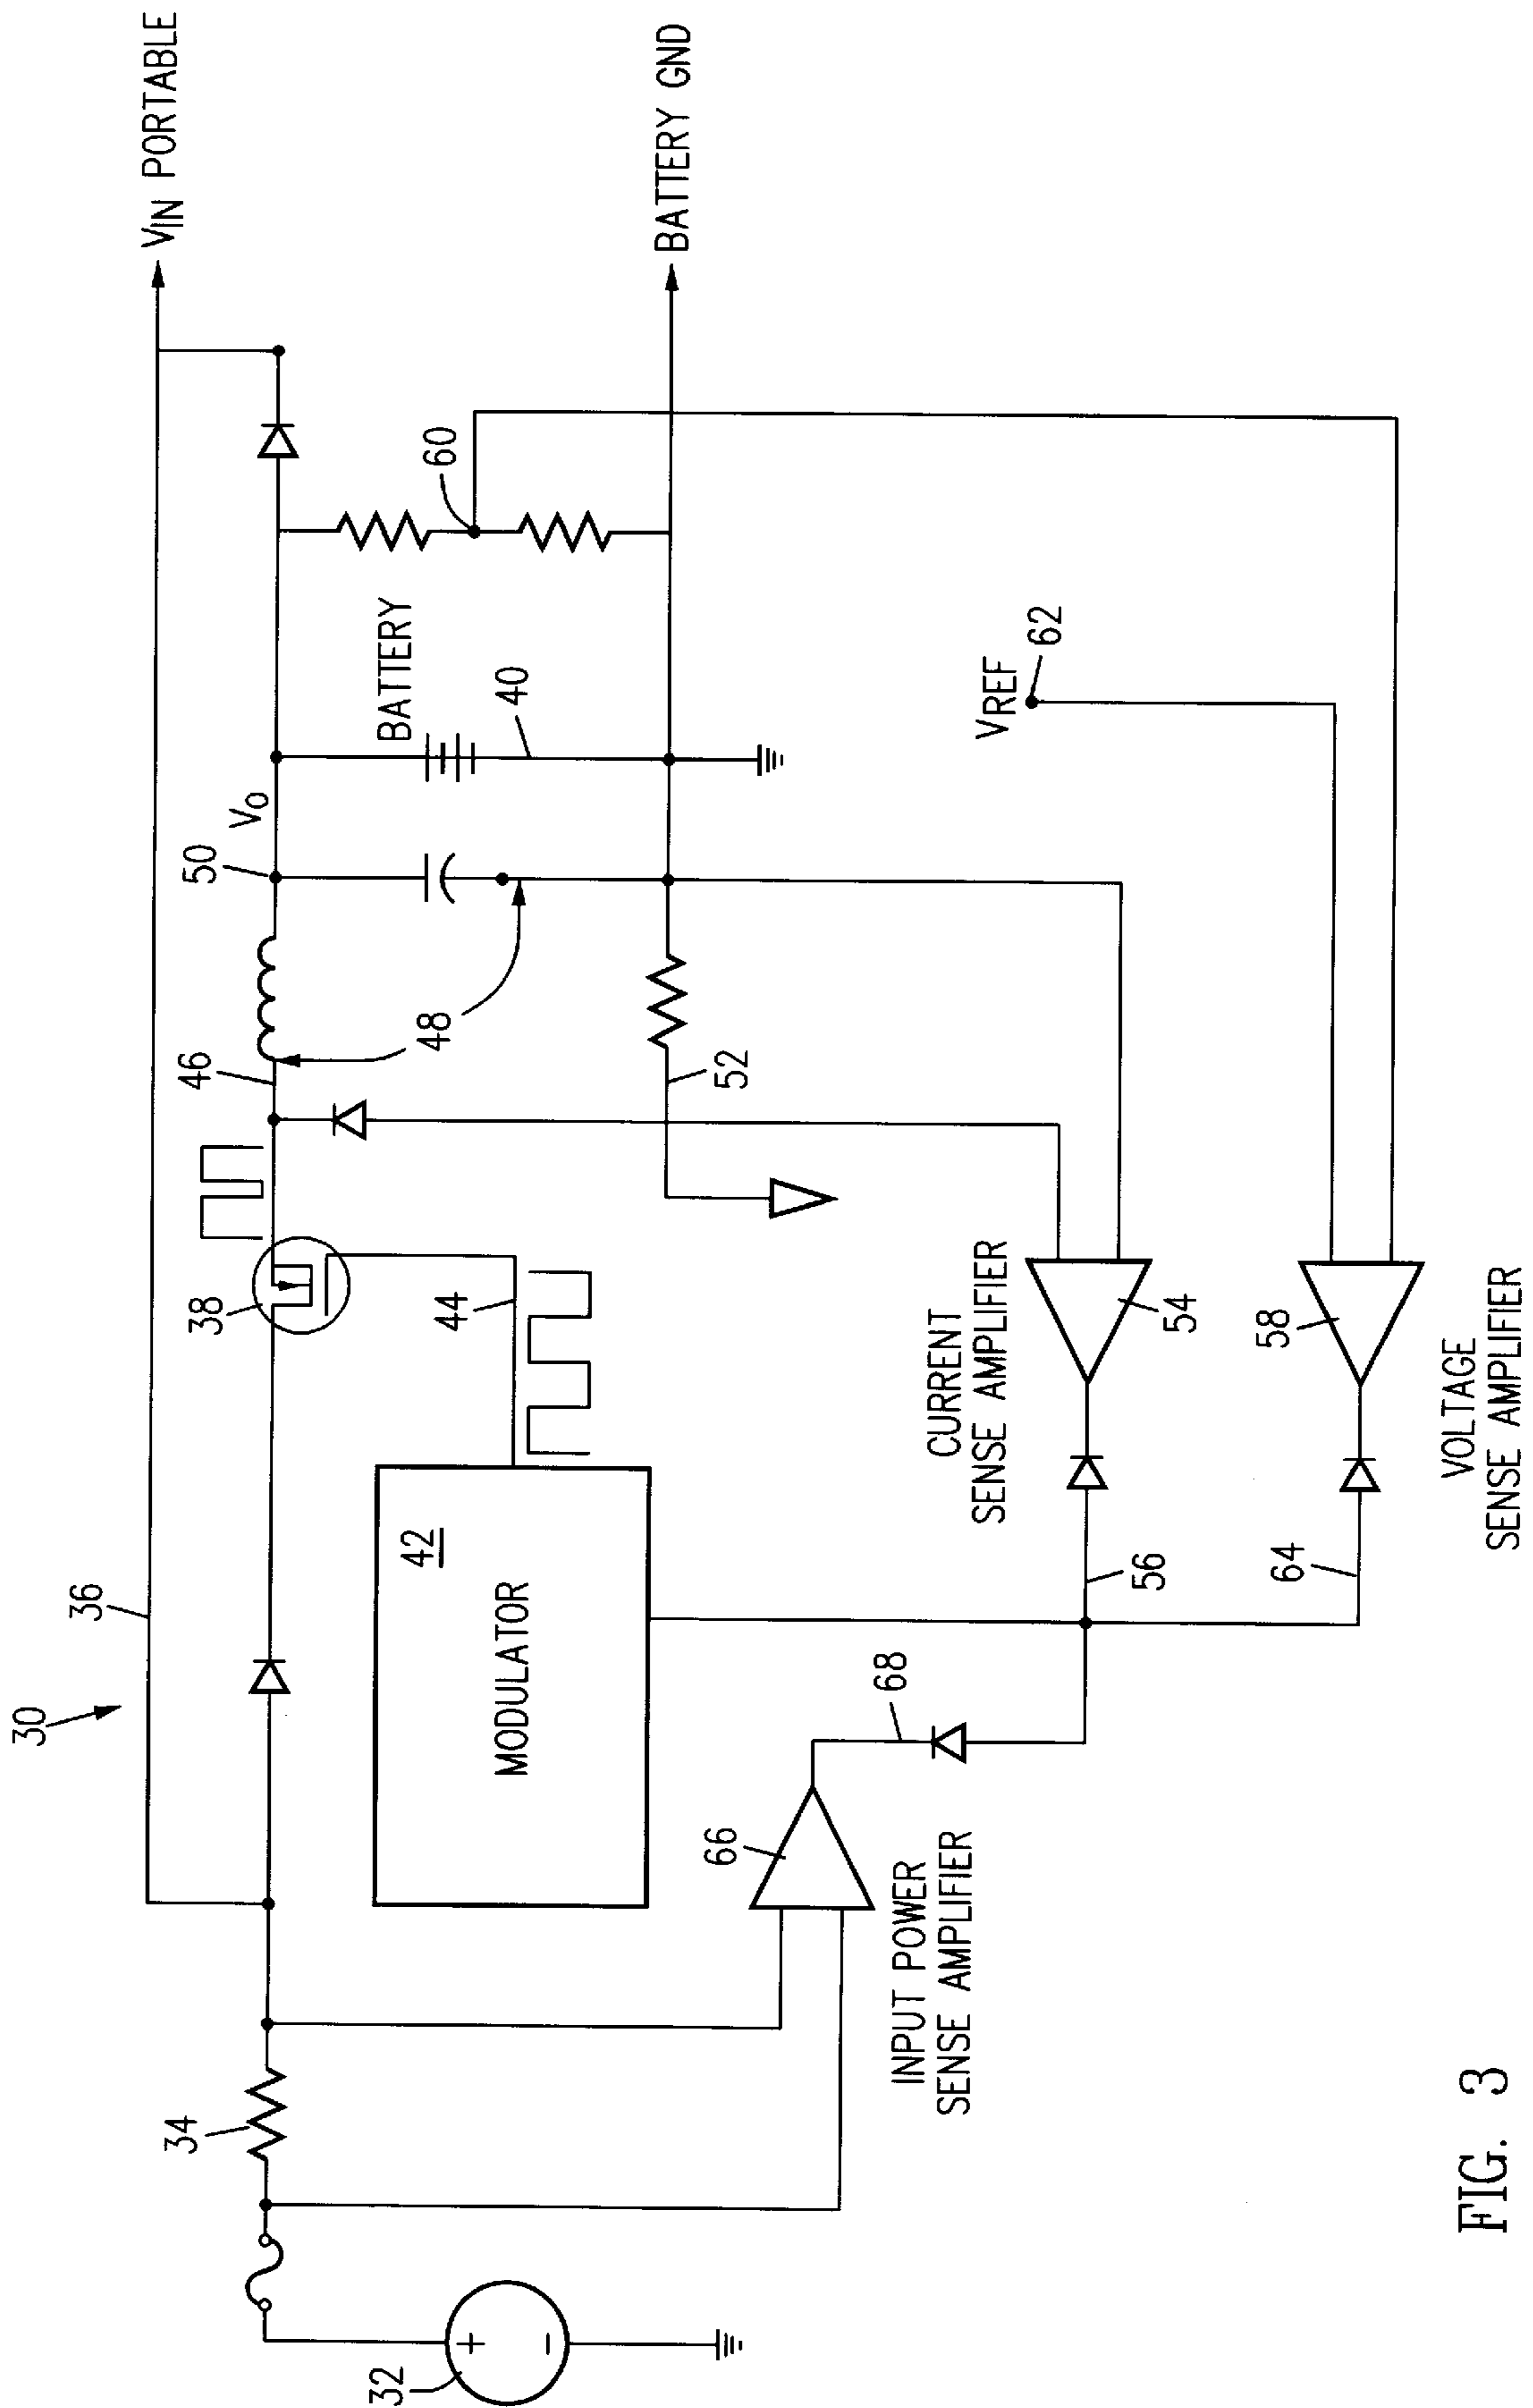 30
36
VIN PORTABLE
34
38
46
50
VO
48
BATTERY
40
60
BATTERY GND
32
+
-
42
MODULATOR
44
52
66
INPUT POWER
SENSE AMPLIFIER
68
CURRENT
SENSE AMPLIFIER
54
56
VREF
62
58
64
VOLTAGE
SENSE AMPLIFIER
FIG. 3